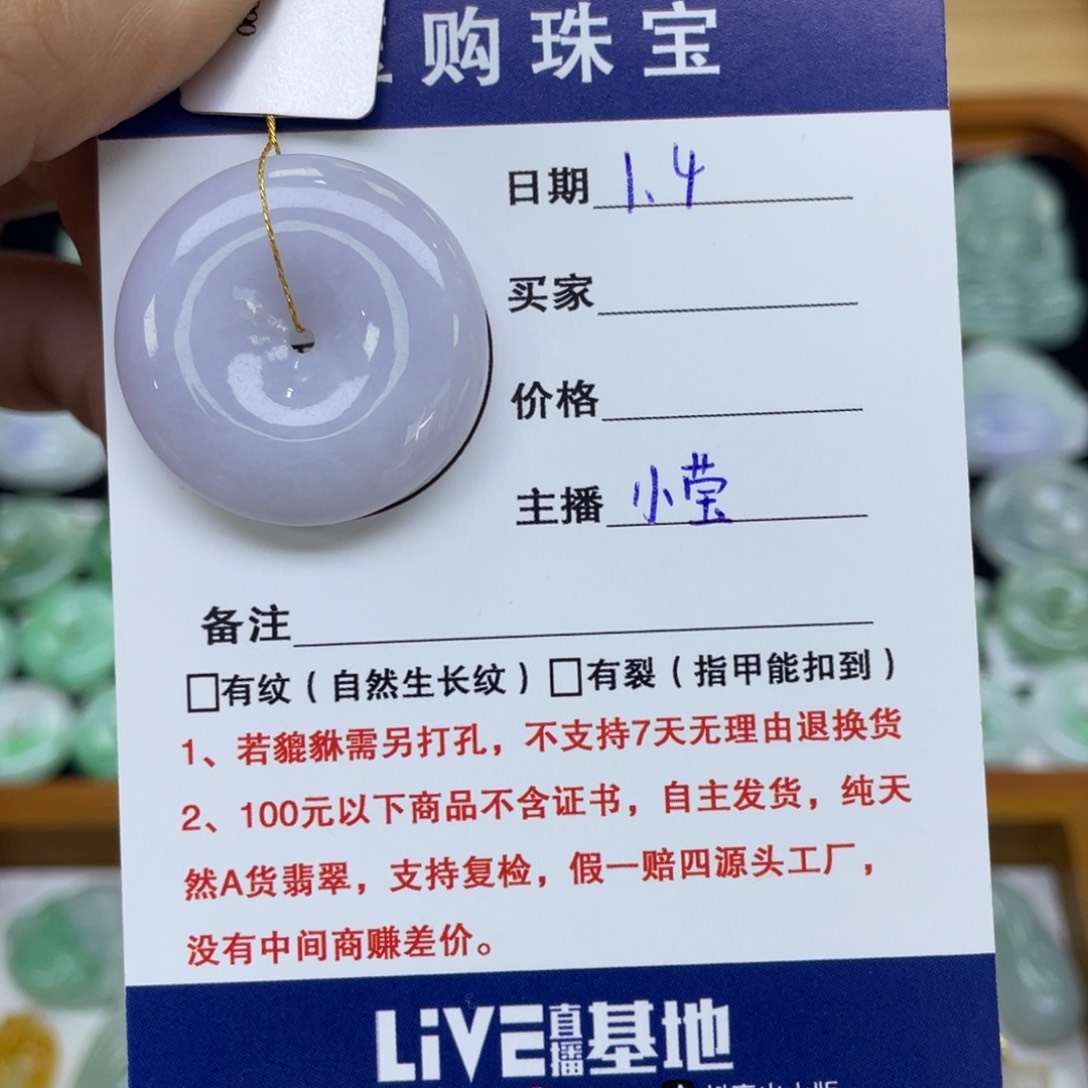 购珠宝
日期 1.4
买家
价格
主播 小莹
备注
□有纹（自然生长纹）□有裂（指甲能扣到）
1、若貔貅需另打孔，不支持7天无理由退换货
2、100元以下商品不含证书，自主发货，纯天
然A货翡翠，支持复检，假一赔四源头工厂，
没有中间商赚差价。
LiVE直播基地